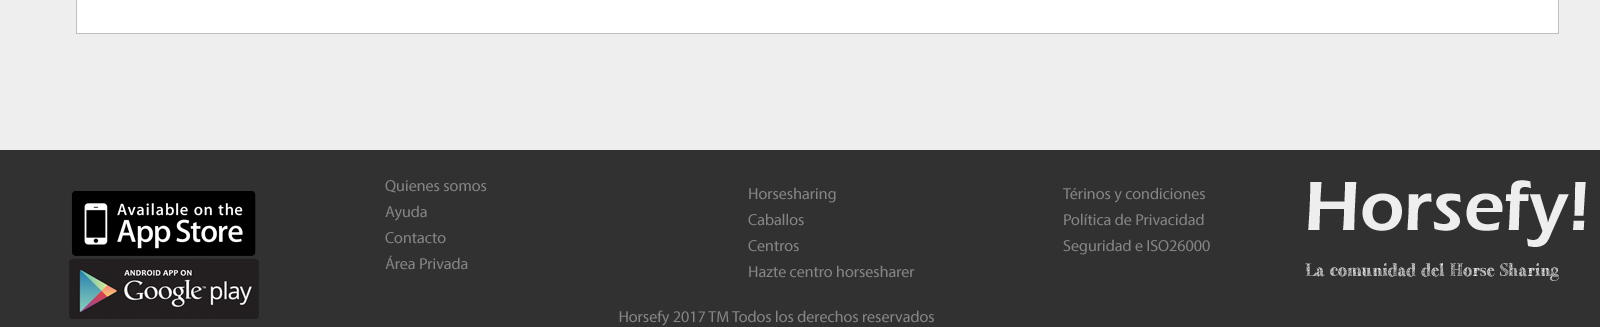 Available on the
App Store
ANDROID APP ON
Google play
Quienes somos
Ayuda
Contacto
Área Privada
Horsesharing
Caballos
Centros
Hazte centro horsesharer
Térinos y condiciones
Política de Privacidad
Seguridad e ISO26000
Horsefy!
La comunidad del Horse Sharing
Horsefy 2017 TM Todos los derechos reservados